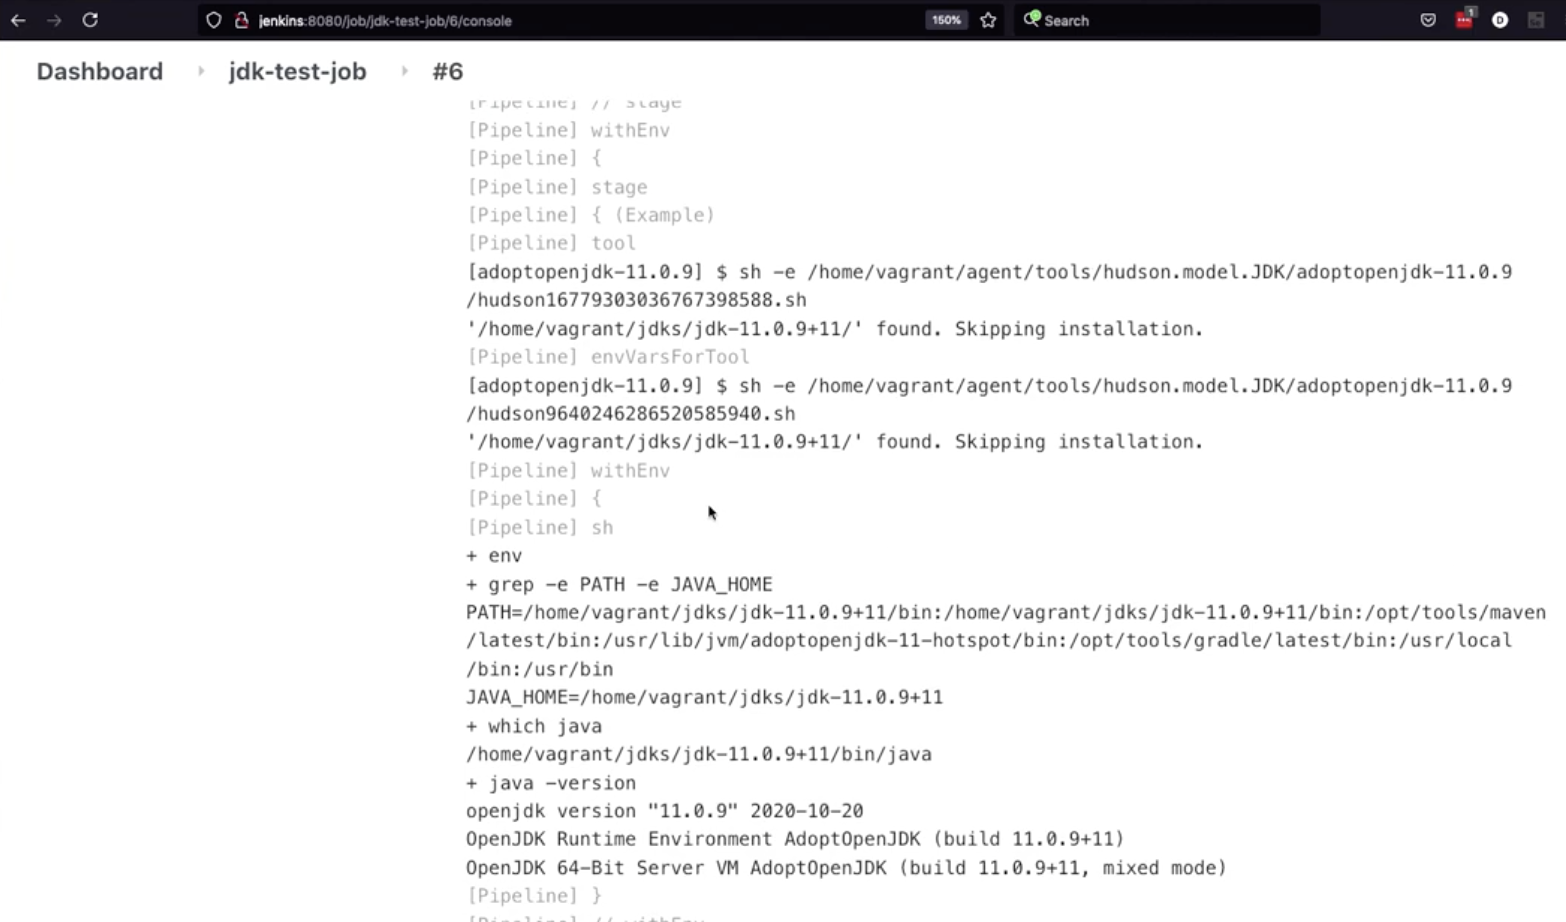 jenkins:8080/job/jdk-test-job/6/console
150%
Search
1
D
Dashboard
jdk-test-job
#6
[Pipeline] // stage
[Pipeline] withEnv
[Pipeline] {
[Pipeline] stage
[Pipeline] { (Example)
[Pipeline] tool
[adoptopenjdk-11.0.9] $ sh -e /home/vagrant/agent/tools/hudson.model.JDK/adoptopenjdk-11.0.9
/hudson16779303036767398588.sh
'/home/vagrant/jdks/jdk-11.0.9+11/' found. Skipping installation.
[Pipeline] envVarsForTool
[adoptopenjdk-11.0.9] $ sh -e /home/vagrant/agent/tools/hudson.model.JDK/adoptopenjdk-11.0.9
/hudson9640246286520585940.sh
'/home/vagrant/jdks/jdk-11.0.9+11/' found. Skipping installation.
[Pipeline] withEnv
[Pipeline] {
[Pipeline] sh
+ env
+ grep -e PATH -e JAVA_HOME
PATH=/home/vagrant/jdks/jdk-11.0.9+11/bin:/home/vagrant/jdks/jdk-11.0.9+11/bin:/opt/tools/maven
/latest/bin:/usr/lib/jvm/adoptopenjdk-11-hotspot/bin:/opt/tools/gradle/latest/bin:/usr/local
/bin:/usr/bin
JAVA_HOME=/home/vagrant/jdks/jdk-11.0.9+11
+ which java
/home/vagrant/jdks/jdk-11.0.9+11/bin/java
+ java -version
openjdk version "11.0.9" 2020-10-20
OpenJDK Runtime Environment AdoptOpenJDK (build 11.0.9+11)
OpenJDK 64-Bit Server VM AdoptOpenJDK (build 11.0.9+11, mixed mode)
[Pipeline] }
[Pipeline] // withEnv